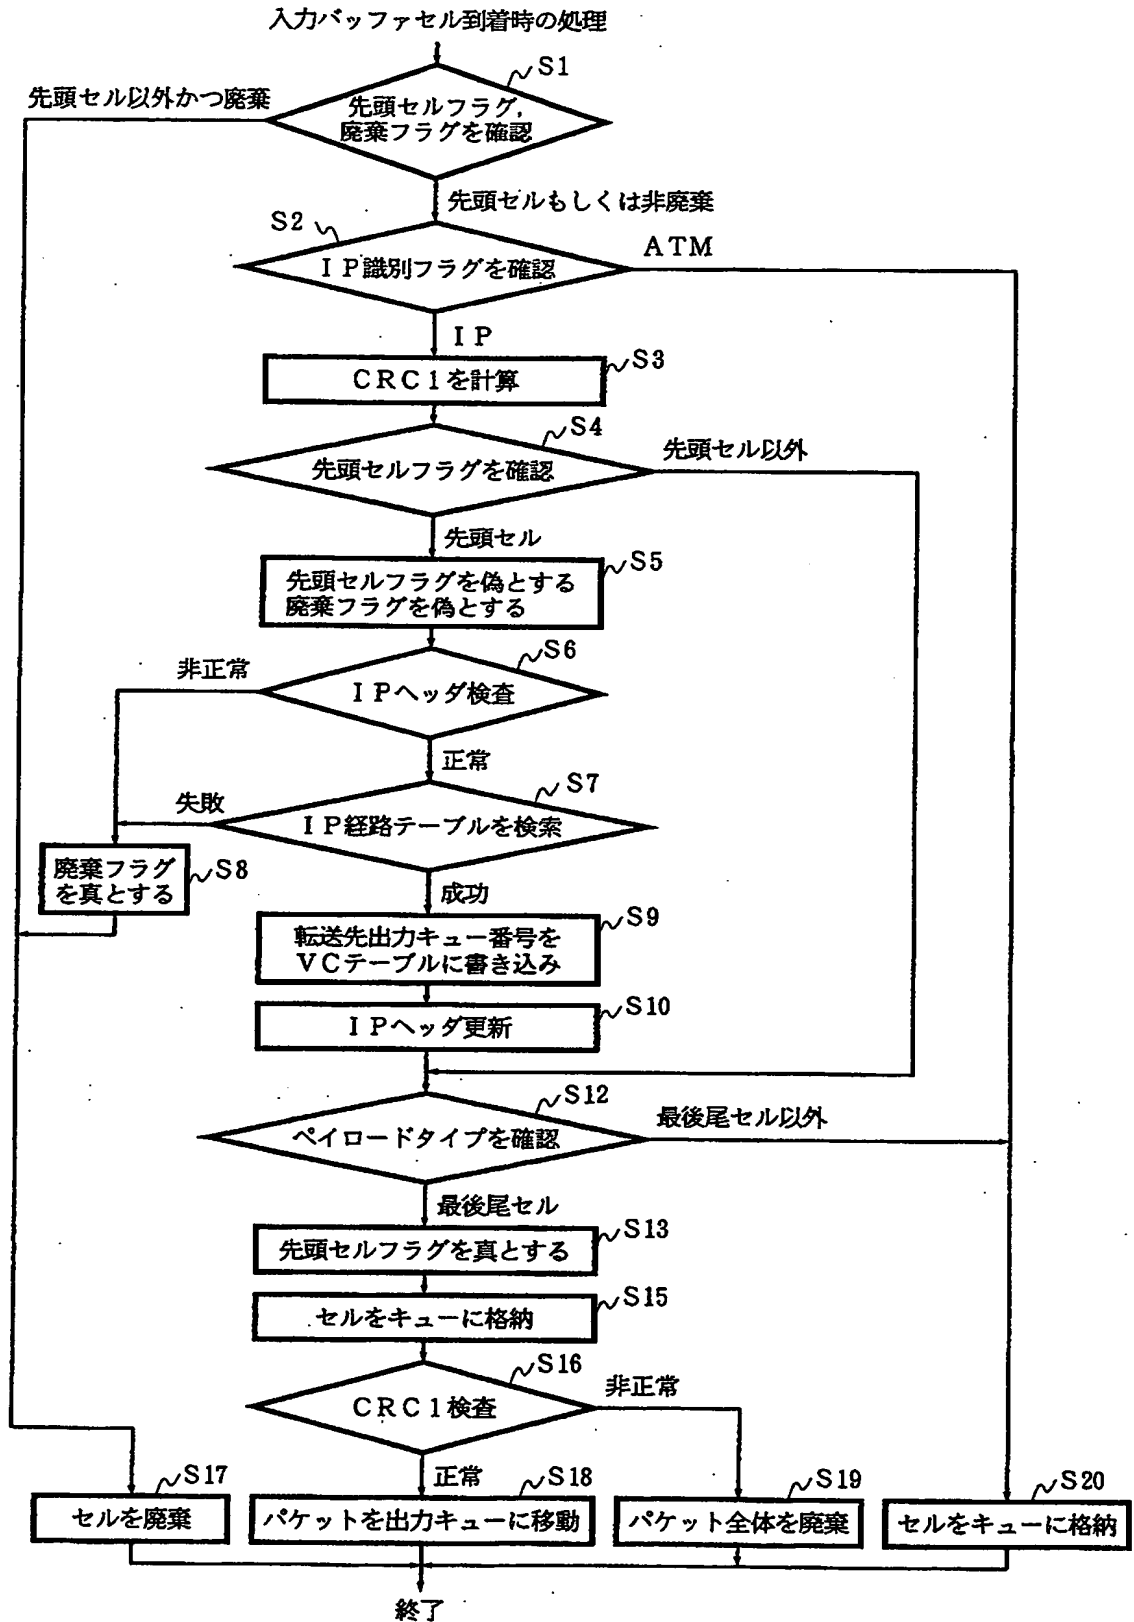 入力バッファセル到着時の処理
S1
先頭セル以外かつ廃棄
先頭セルフラグ,
廃棄フラグを確認
先頭セルもしくは非廃棄
S2
ATM
IP識別フラグを確認
IP
S3
CRC1を計算
S4
先頭セル以外
先頭セルフラグを確認
先頭セル
S5
先頭セルフラグを偽とする
廃棄フラグを偽とする
S6
非正常
IPヘッダ検査
正常
S7
失敗
IP経路テーブルを検索
S8
廃棄フラグ
を真とする
成功
S9
転送先出力キュー番号を
VCテーブルに書き込み
S10
IPヘッダ更新
S12
最後尾セル以外
ペイロードタイプを確認
最後尾セル
S13
先頭セルフラグを真とする
S15
セルをキューに格納
S16
非正常
CRC1検査
正常
S17
セルを廃棄
S18
パケットを出力キューに移動
S19
パケット全体を廃棄
S20
セルをキューに格納
終了